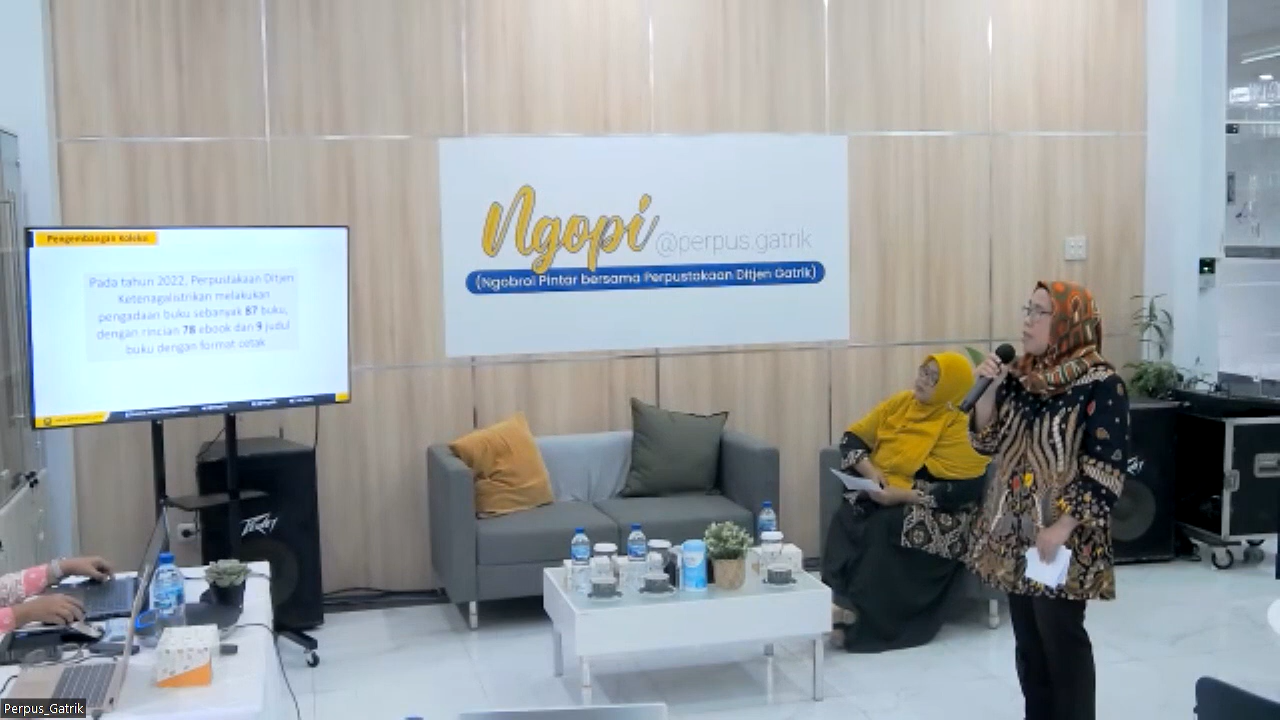 Ngopi @perpus.gatrik
(Ngobrol Pintar bersama Perpustakaan Ditjen Gatrik)
Pengembangan Koleksi
Pada tahun 2022, Perpustakaan Ditjen
Ketenagalistrikan melakukan
pengadaan buku sebanyak 87 buku,
dengan rincian 78 ebook dan 9 judul
buku dengan format cetak
PEAVEY
Perpus_Gatrik